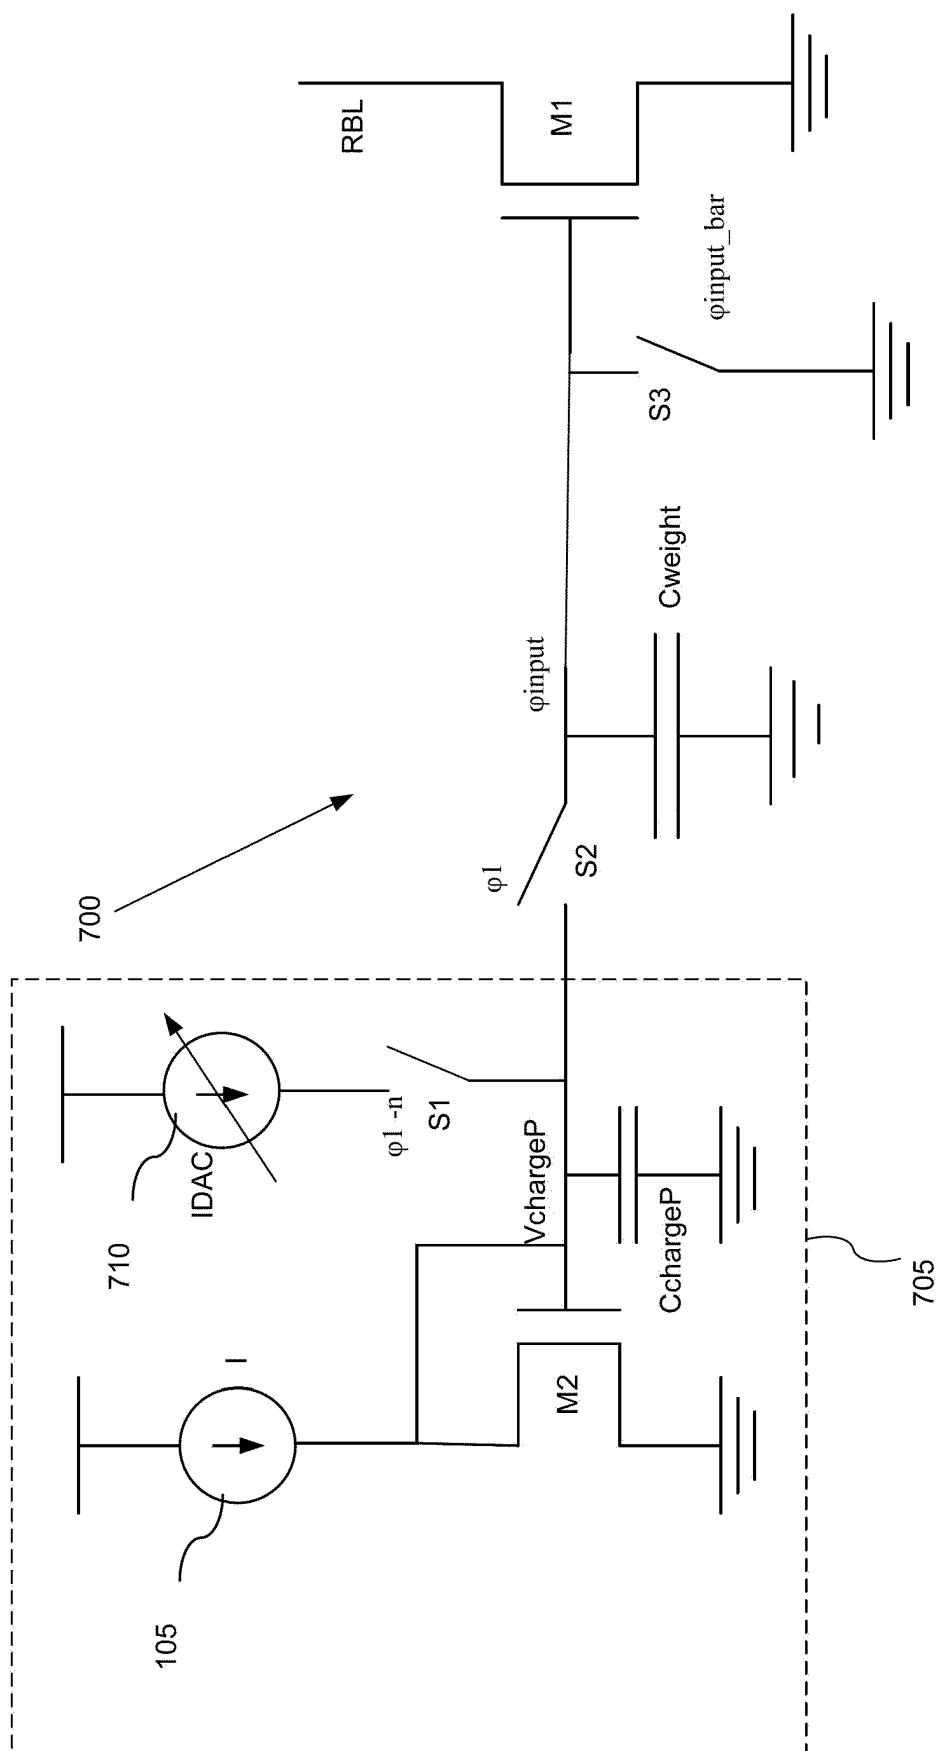 RBL
M1
φinput_bar
S3
Cweight
φinput
φ1
S2
700
φ1 -n
S1
IDAC
710
VchargeP
CchargeP
705
I
M2
105